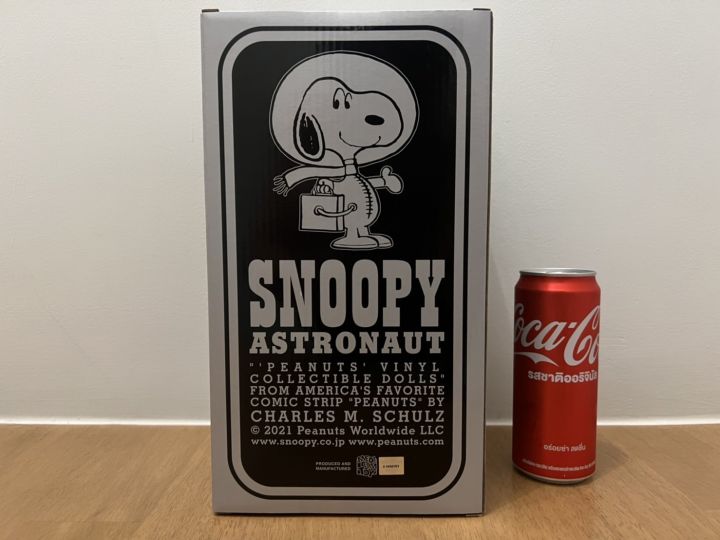 SNOOPY
ASTRONAUT
"'PEANUTS' VINYL
COLLECTIBLE DOLLS"
FROM AMERICA'S FAVORITE
COMIC STRIP "PEANUTS" BY
CHARLES M. SCHULZ
© 2021 Peanuts Worldwide LLC
www.snoopy.co.jp www.peanuts.com
PRODUCED AND
MANUFACTURED
Coca-Co
รสชาติออริจินัล
อร่อยซ่า สดชื่น